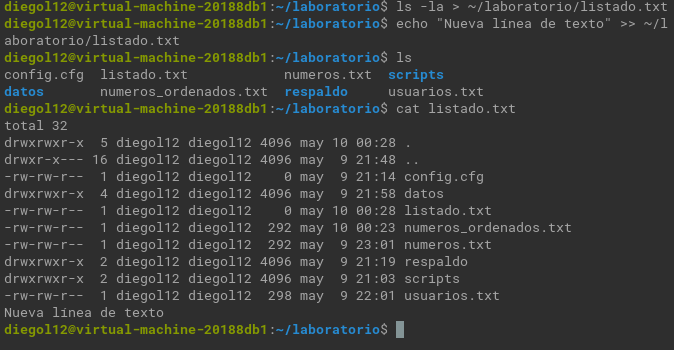 diegol12@virtual-machine-20188db1:~/laboratorio$ ls -la > ~/laboratorio/listado.txt
diegol12@virtual-machine-20188db1:~/laboratorio$ echo "Nueva línea de texto" >> ~/l
aboratorio/listado.txt
diegol12@virtual-machine-20188db1:~/laboratorio$ ls
config.cfg  listado.txt            numeros.txt  scripts
datos       numeros_ordenados.txt  respaldo     usuarios.txt
diegol12@virtual-machine-20188db1:~/laboratorio$ cat listado.txt
total 32
drwxrwxr-x  5 diegol12 diegol12 4096 may 10 00:28 .
drwxr-x--- 16 diegol12 diegol12 4096 may  9 21:48 ..
-rw-rw-r--  1 diegol12 diegol12    0 may  9 21:14 config.cfg
drwxrwxr-x  4 diegol12 diegol12 4096 may  9 21:58 datos
-rw-rw-r--  1 diegol12 diegol12    0 may 10 00:28 listado.txt
-rw-rw-r--  1 diegol12 diegol12  292 may 10 00:23 numeros_ordenados.txt
-rw-rw-r--  1 diegol12 diegol12  292 may  9 23:01 numeros.txt
drwxrwxr-x  2 diegol12 diegol12 4096 may  9 21:19 respaldo
drwxrwxr-x  2 diegol12 diegol12 4096 may  9 21:03 scripts
-rw-rw-r--  1 diegol12 diegol12  298 may  9 22:01 usuarios.txt
Nueva línea de texto
diegol12@virtual-machine-20188db1:~/laboratorio$